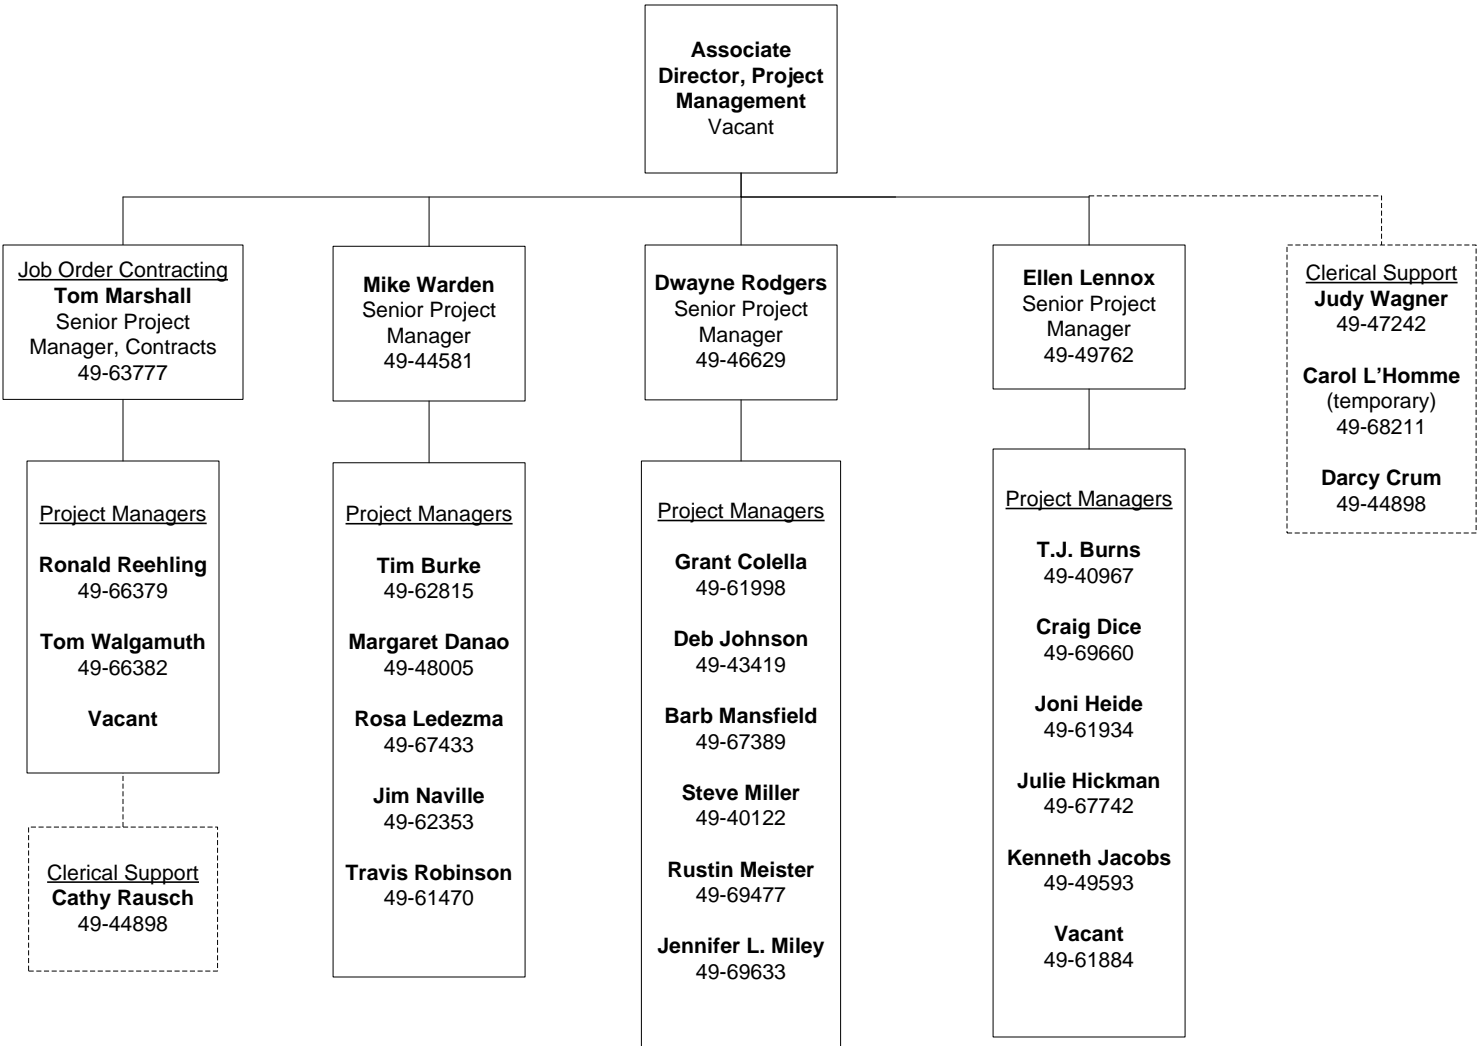 Associate
Director, Project
Management
Vacant
Job Order Contracting
Tom Marshall
Senior Project
Manager, Contracts
49-63777
Mike Warden
Senior Project
Manager
49-44581
Dwayne Rodgers
Senior Project
Manager
49-46629
Ellen Lennox
Senior Project
Manager
49-49762
Clerical Support
Judy Wagner
49-47242
Carol L’Homme
(temporary)
49-68211
Darcy Crum
49-44898
Project Managers
Ronald Reehling
49-66379
Tom Walgamuth
49-66382
Vacant
Clerical Support
Cathy Rausch
49-44898
Project Managers
Tim Burke
49-62815
Margaret Danao
49-48005
Rosa Ledezma
49-67433
Jim Naville
49-62353
Travis Robinson
49-61470
Project Managers
Grant Colella
49-61998
Deb Johnson
49-43419
Barb Mansfield
49-67389
Steve Miller
49-40122
Rustin Meister
49-69477
Jennifer L. Miley
49-69633
Project Managers
T.J. Burns
49-40967
Craig Dice
49-69660
Joni Heide
49-61934
Julie Hickman
49-67742
Kenneth Jacobs
49-49593
Vacant
49-61884